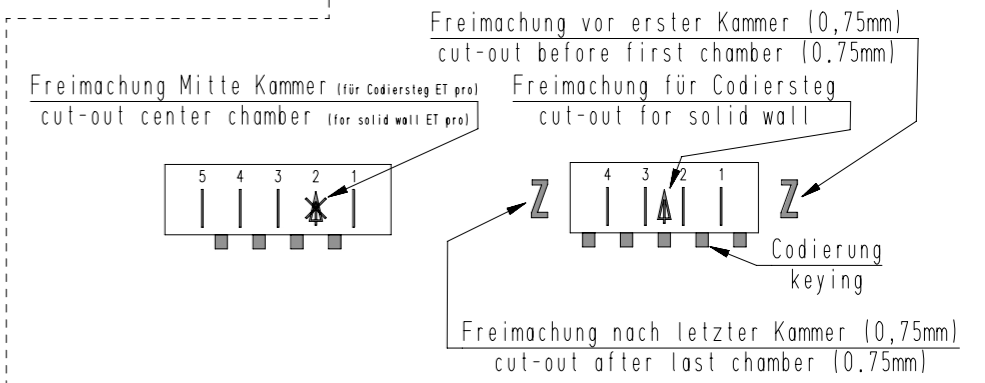 Freimachung vor erster Kammer (0,75mm)
cut-out before first chamber (0.75mm)
Freimachung Mitte Kammer (für Codiersteg ET pro)
cut-out center chamber (for solid wall ET pro)
Freimachung für Codiersteg
cut-out for solid wall
5 4 3 2 1
Z
4 3 2 1
Z
Codierung
keying
Freimachung nach letzter Kammer (0,75mm)
cut-out after last chamber (0.75mm)